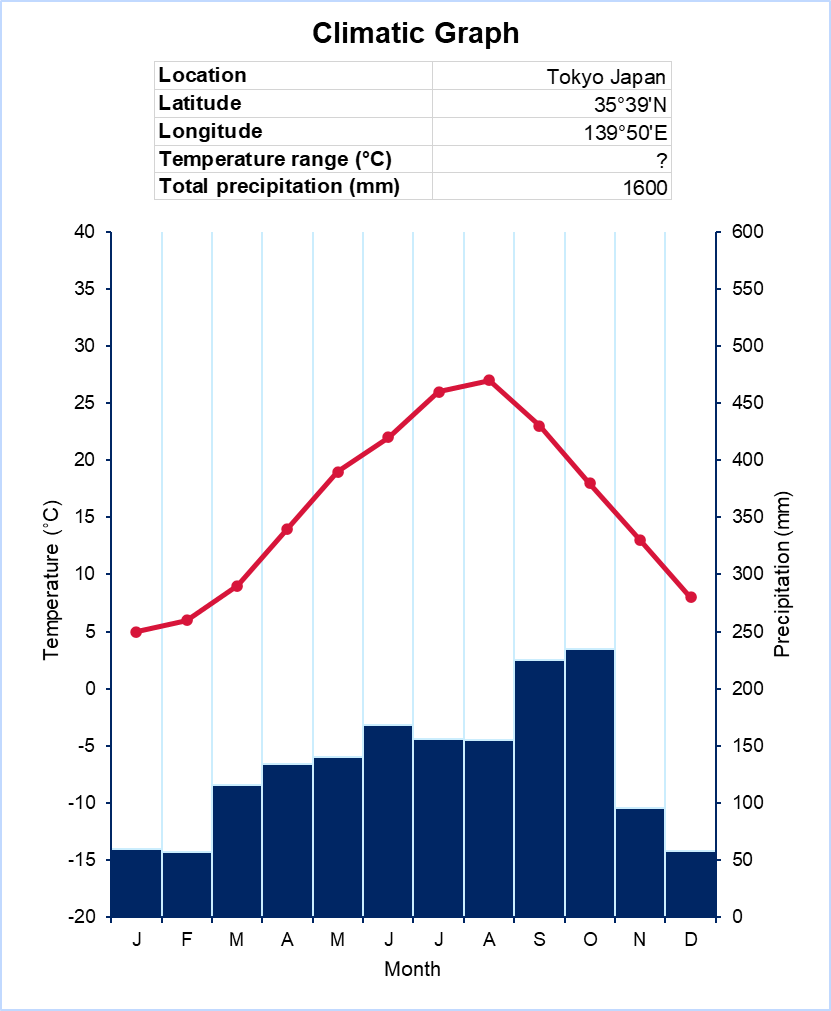 Climatic Graph
Location Tokyo Japan
Latitude 35°39'N
Longitude 139°50'E
Temperature range (°C) ?
Total precipitation (mm) 1600
40 600
35 550
30 500
25 450
20 400
15 350
10 300
5 250
0 200
-5 150
-10 100
-15 50
-20 0
Temperature (˚C)
Precipitation (mm)
J F M A M J J A S O N D
Month